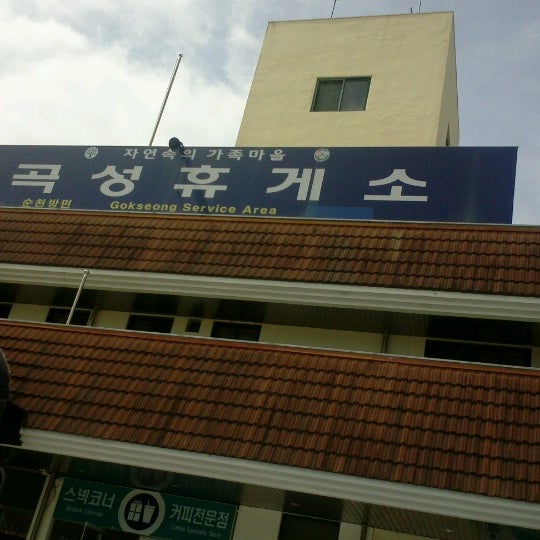 자연속의 가족마을
곡성휴게소
순천방면 Gokseong Service Area
스넥코너 커피전문점
Snack Corner Coffee Specialty Store